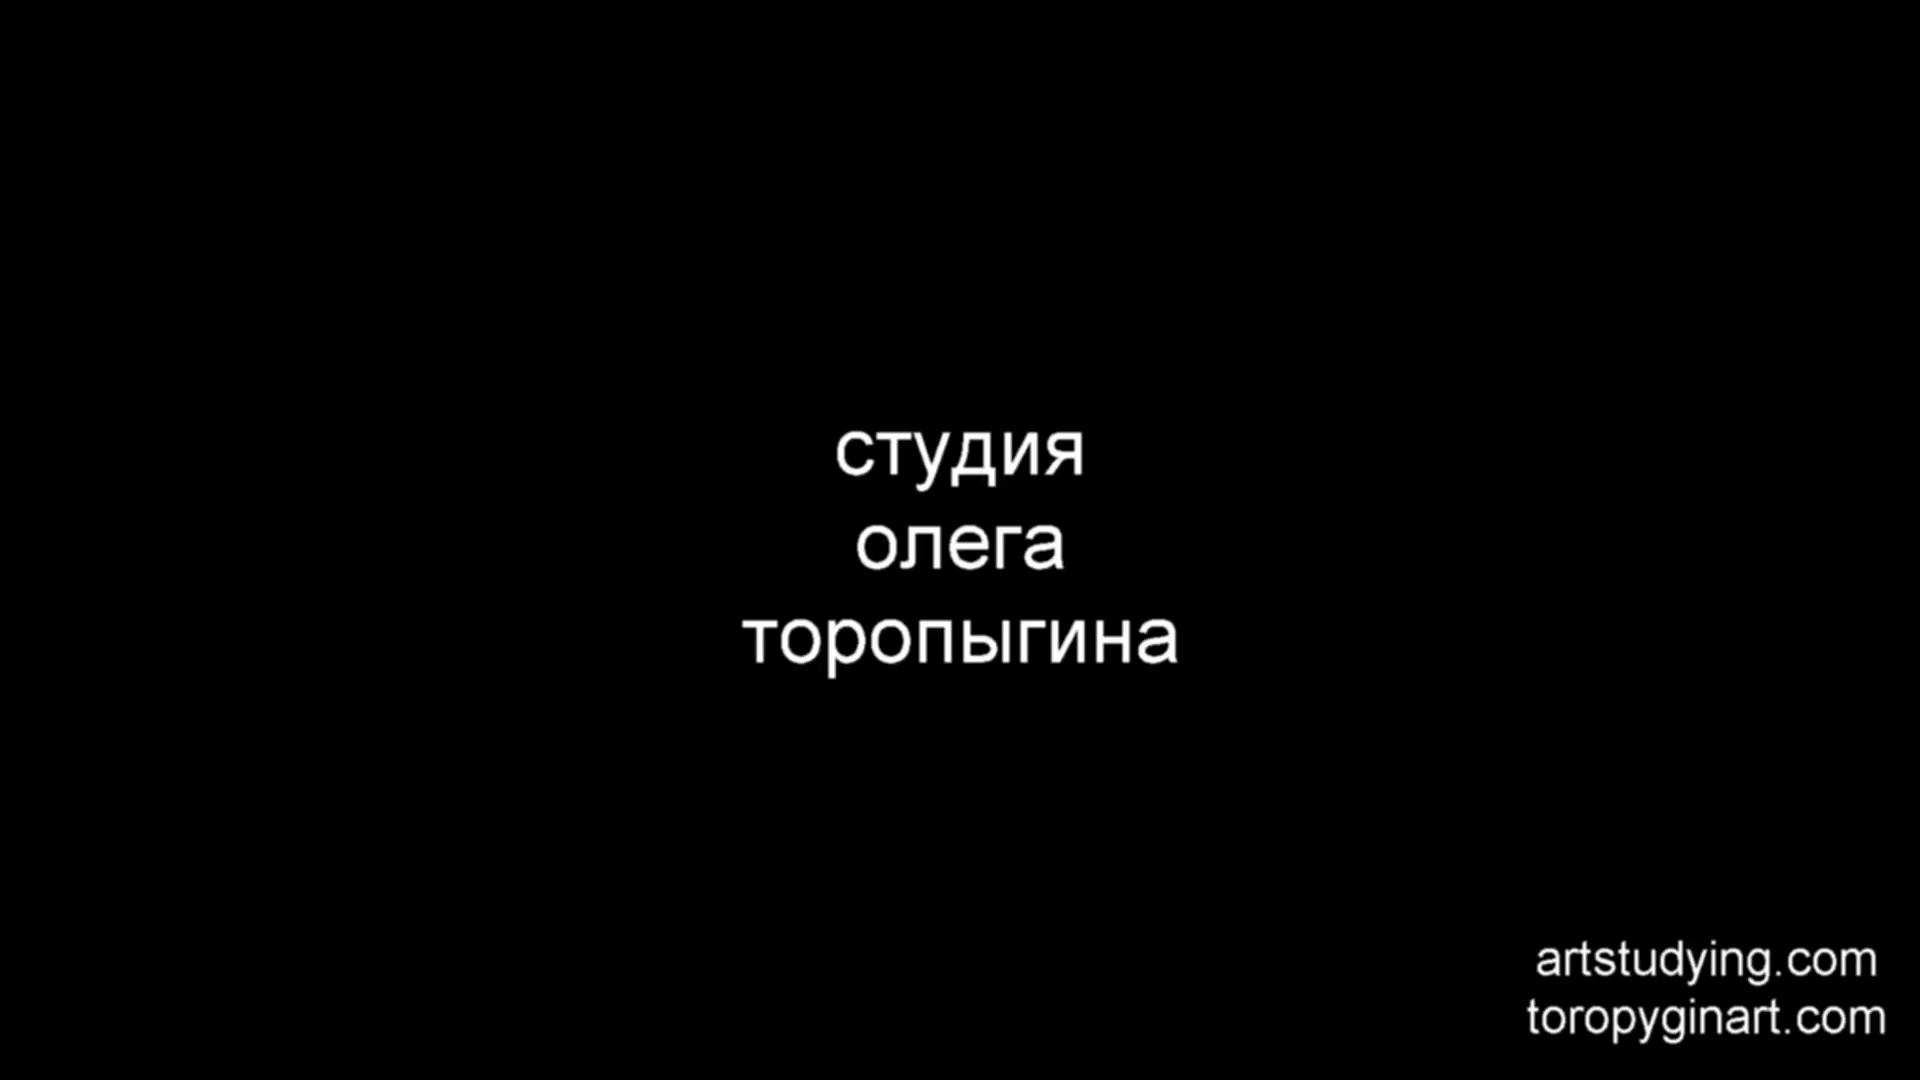 студия
олега
торопыгина
artstudying.com
toropyginart.com